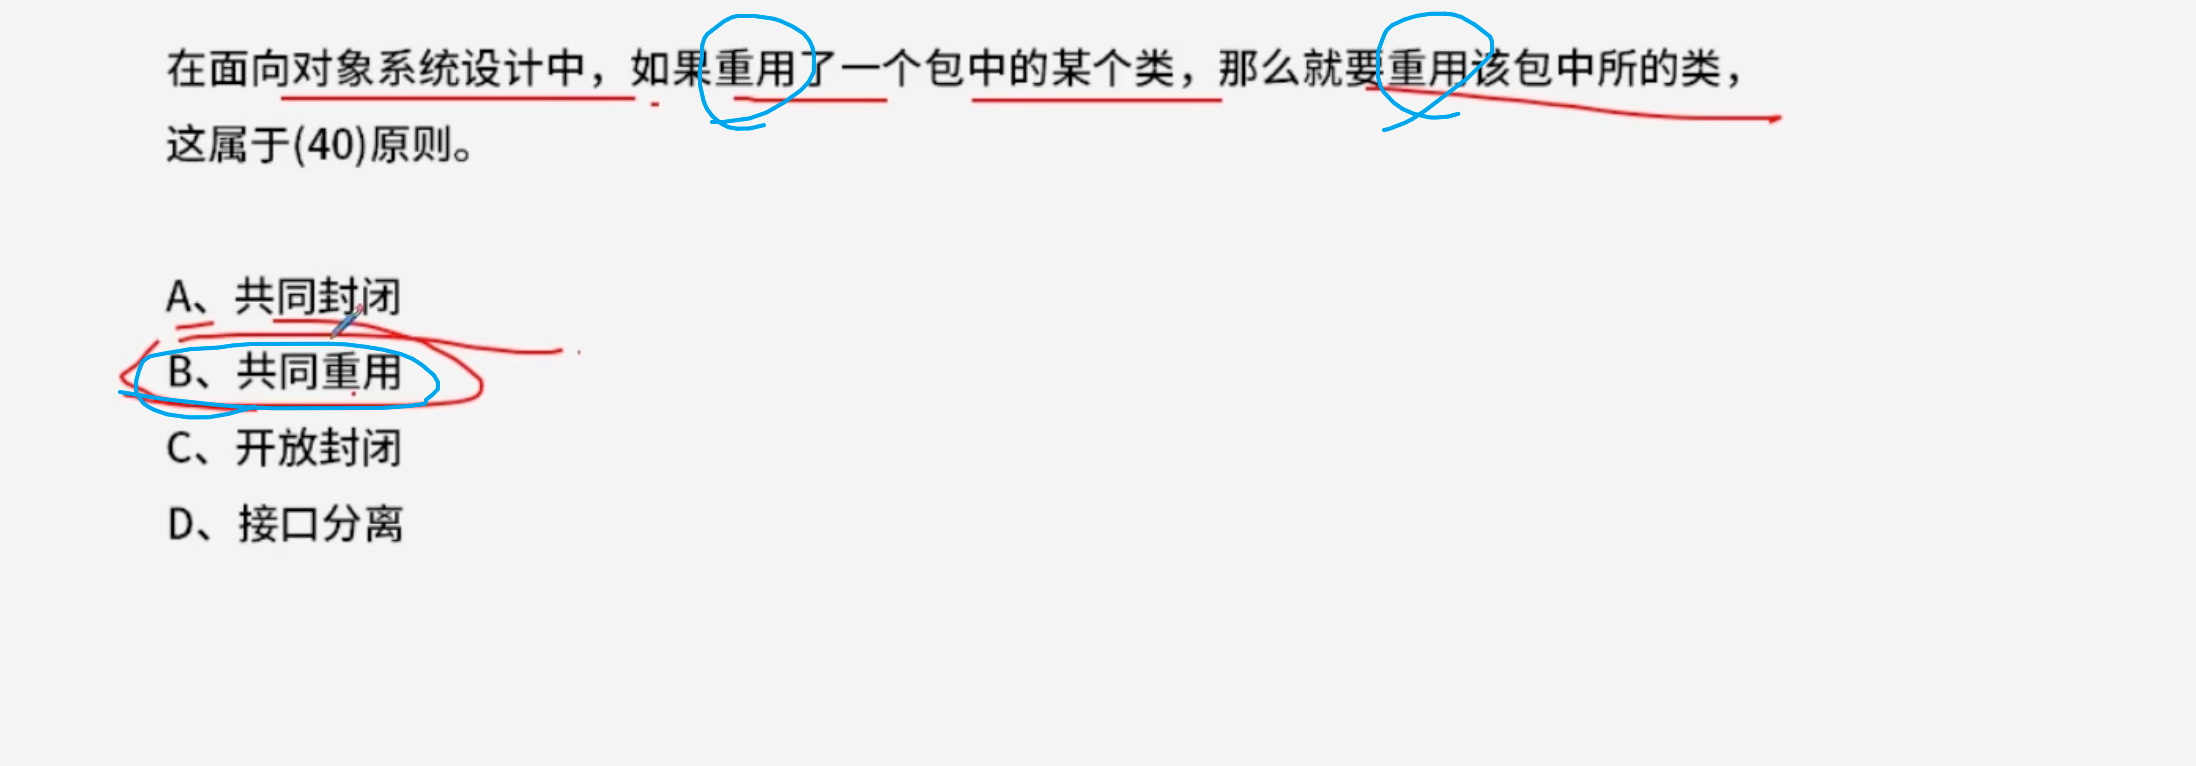 在面向对象系统设计中，如果重用了一个包中的某个类，那么就要重用该包中所的类，
这属于(40)原则。
A、共同封闭
B、共同重用
C、开放封闭
D、接口分离